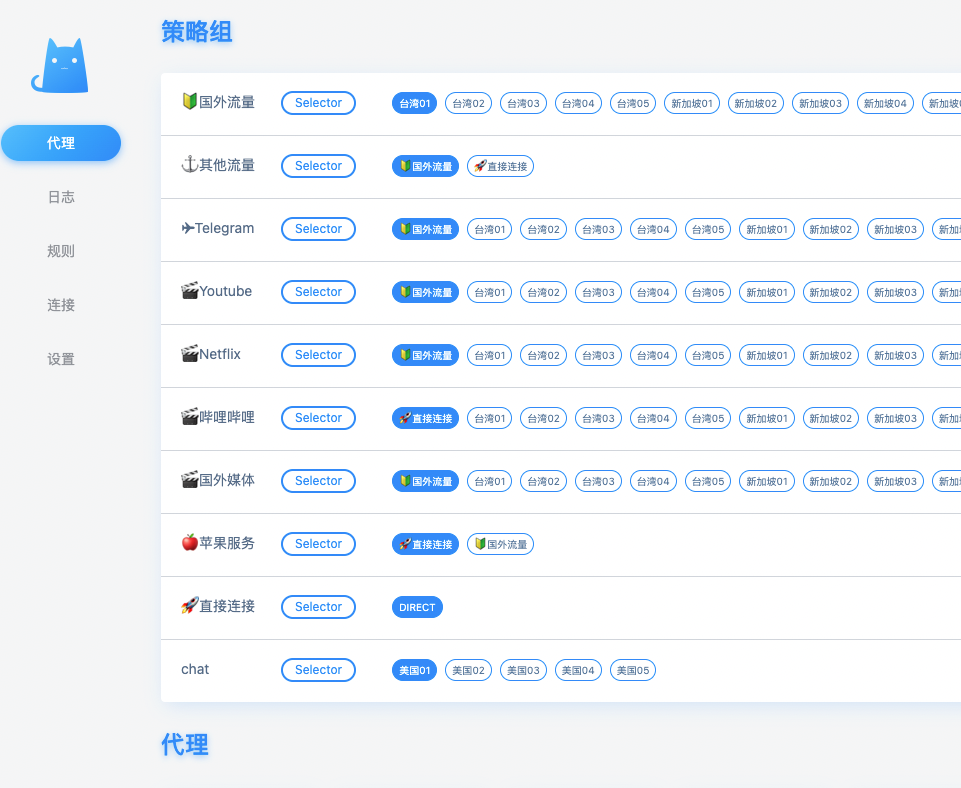 策略组
代理
日志
规则
连接
设置
🔰国外流量 Selector 台湾01 台湾02 台湾03 台湾04 台湾05 新加坡01 新加坡02 新加坡03 新加坡04 新加坡
⚓其他流量 Selector 🔰国外流量 🚀直接连接
✈Telegram Selector 🔰国外流量 台湾01 台湾02 台湾03 台湾04 台湾05 新加坡01 新加坡02 新加坡03 新加
🎬Youtube Selector 🔰国外流量 台湾01 台湾02 台湾03 台湾04 台湾05 新加坡01 新加坡02 新加坡03 新加
🎬Netflix Selector 🔰国外流量 台湾01 台湾02 台湾03 台湾04 台湾05 新加坡01 新加坡02 新加坡03 新加
🎬哔哩哔哩 Selector 🚀直接连接 台湾01 台湾02 台湾03 台湾04 台湾05 新加坡01 新加坡02 新加坡03 新加
🎬国外媒体 Selector 🔰国外流量 台湾01 台湾02 台湾03 台湾04 台湾05 新加坡01 新加坡02 新加坡03 新加
🍎苹果服务 Selector 🚀直接连接 🔰国外流量
🚀直接连接 Selector DIRECT
chat Selector 美国01 美国02 美国03 美国04 美国05
代理